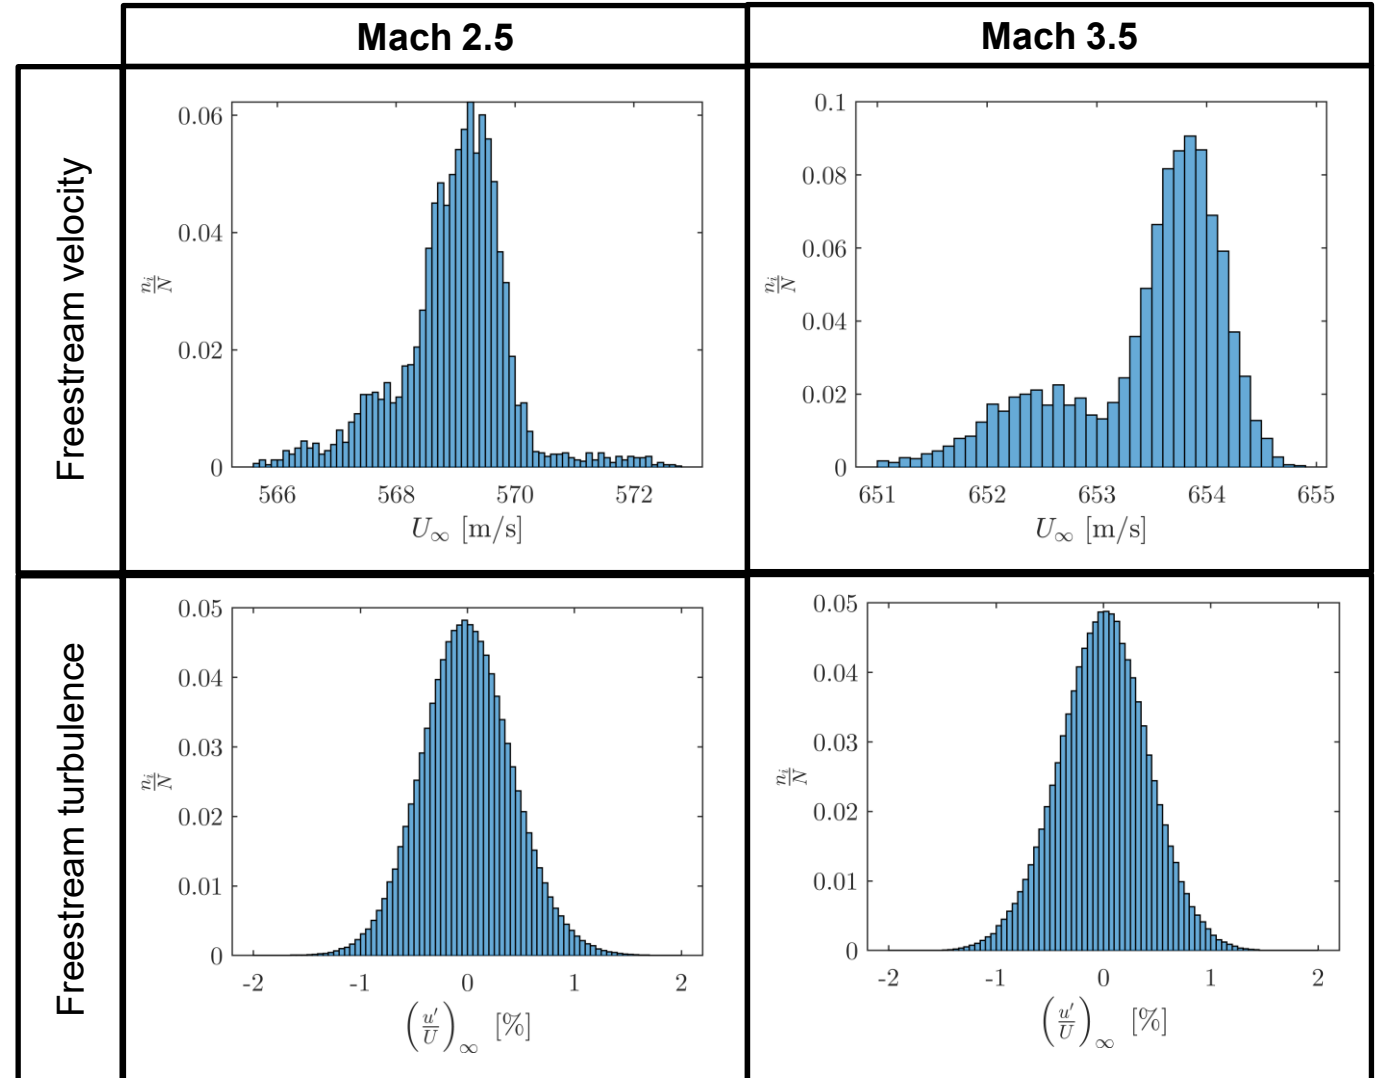 Mach 2.5
Mach 3.5
Freestream velocity
0.06
0.04
0.02
0
n_i/N
566 568 570 572
U_∞ [m/s]
0.1
0.08
0.06
0.04
0.02
0
n_i/N
651 652 653 654 655
U_∞ [m/s]
Freestream turbulence
0.05
0.04
0.03
0.02
0.01
0
n_i/N
-2 -1 0 1 2
(u'/U)_∞ [%]
0.05
0.04
0.03
0.02
0.01
0
n_i/N
-2 -1 0 1 2
(u'/U)_∞ [%]